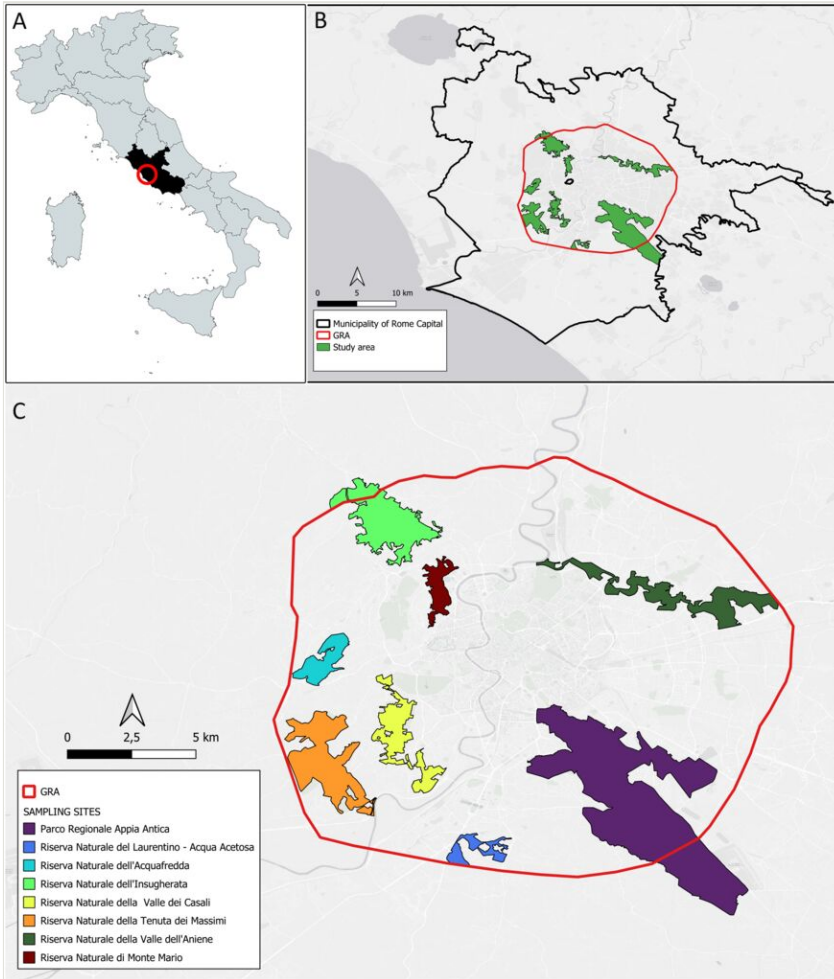 A
B
0 5 10 km
Municipality of Rome Capital
GRA
Study area
C
0 2,5 5 km
GRA
SAMPLING SITES
Parco Regionale Appia Antica
Riserva Naturale del Laurentino - Acqua Acetosa
Riserva Naturale dell'Acquafredda
Riserva Naturale dell'Insugherata
Riserva Naturale della Valle dei Casali
Riserva Naturale della Tenuta dei Massimi
Riserva Naturale della Valle dell'Aniene
Riserva Naturale di Monte Mario